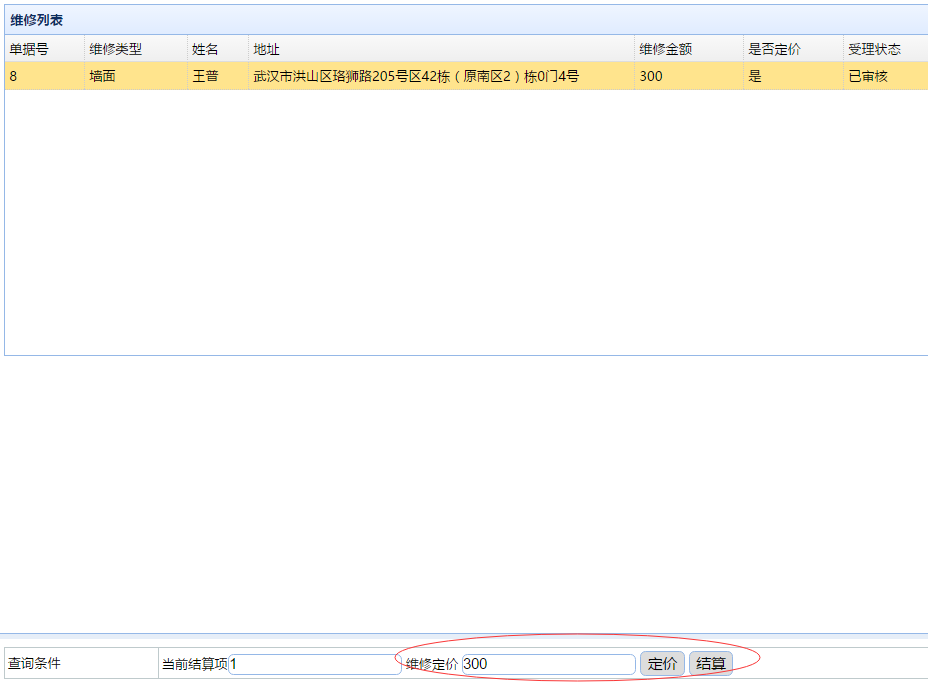 维修列表
单据号 维修类型 姓名 地址 维修金额 是否定价 受理状态
8 墙面 王普 武汉市洪山区珞狮路205号区42栋（原南区2）栋0门4号 300 是 已审核
查询条件 当前结算项1 维修定价 300 定价 结算